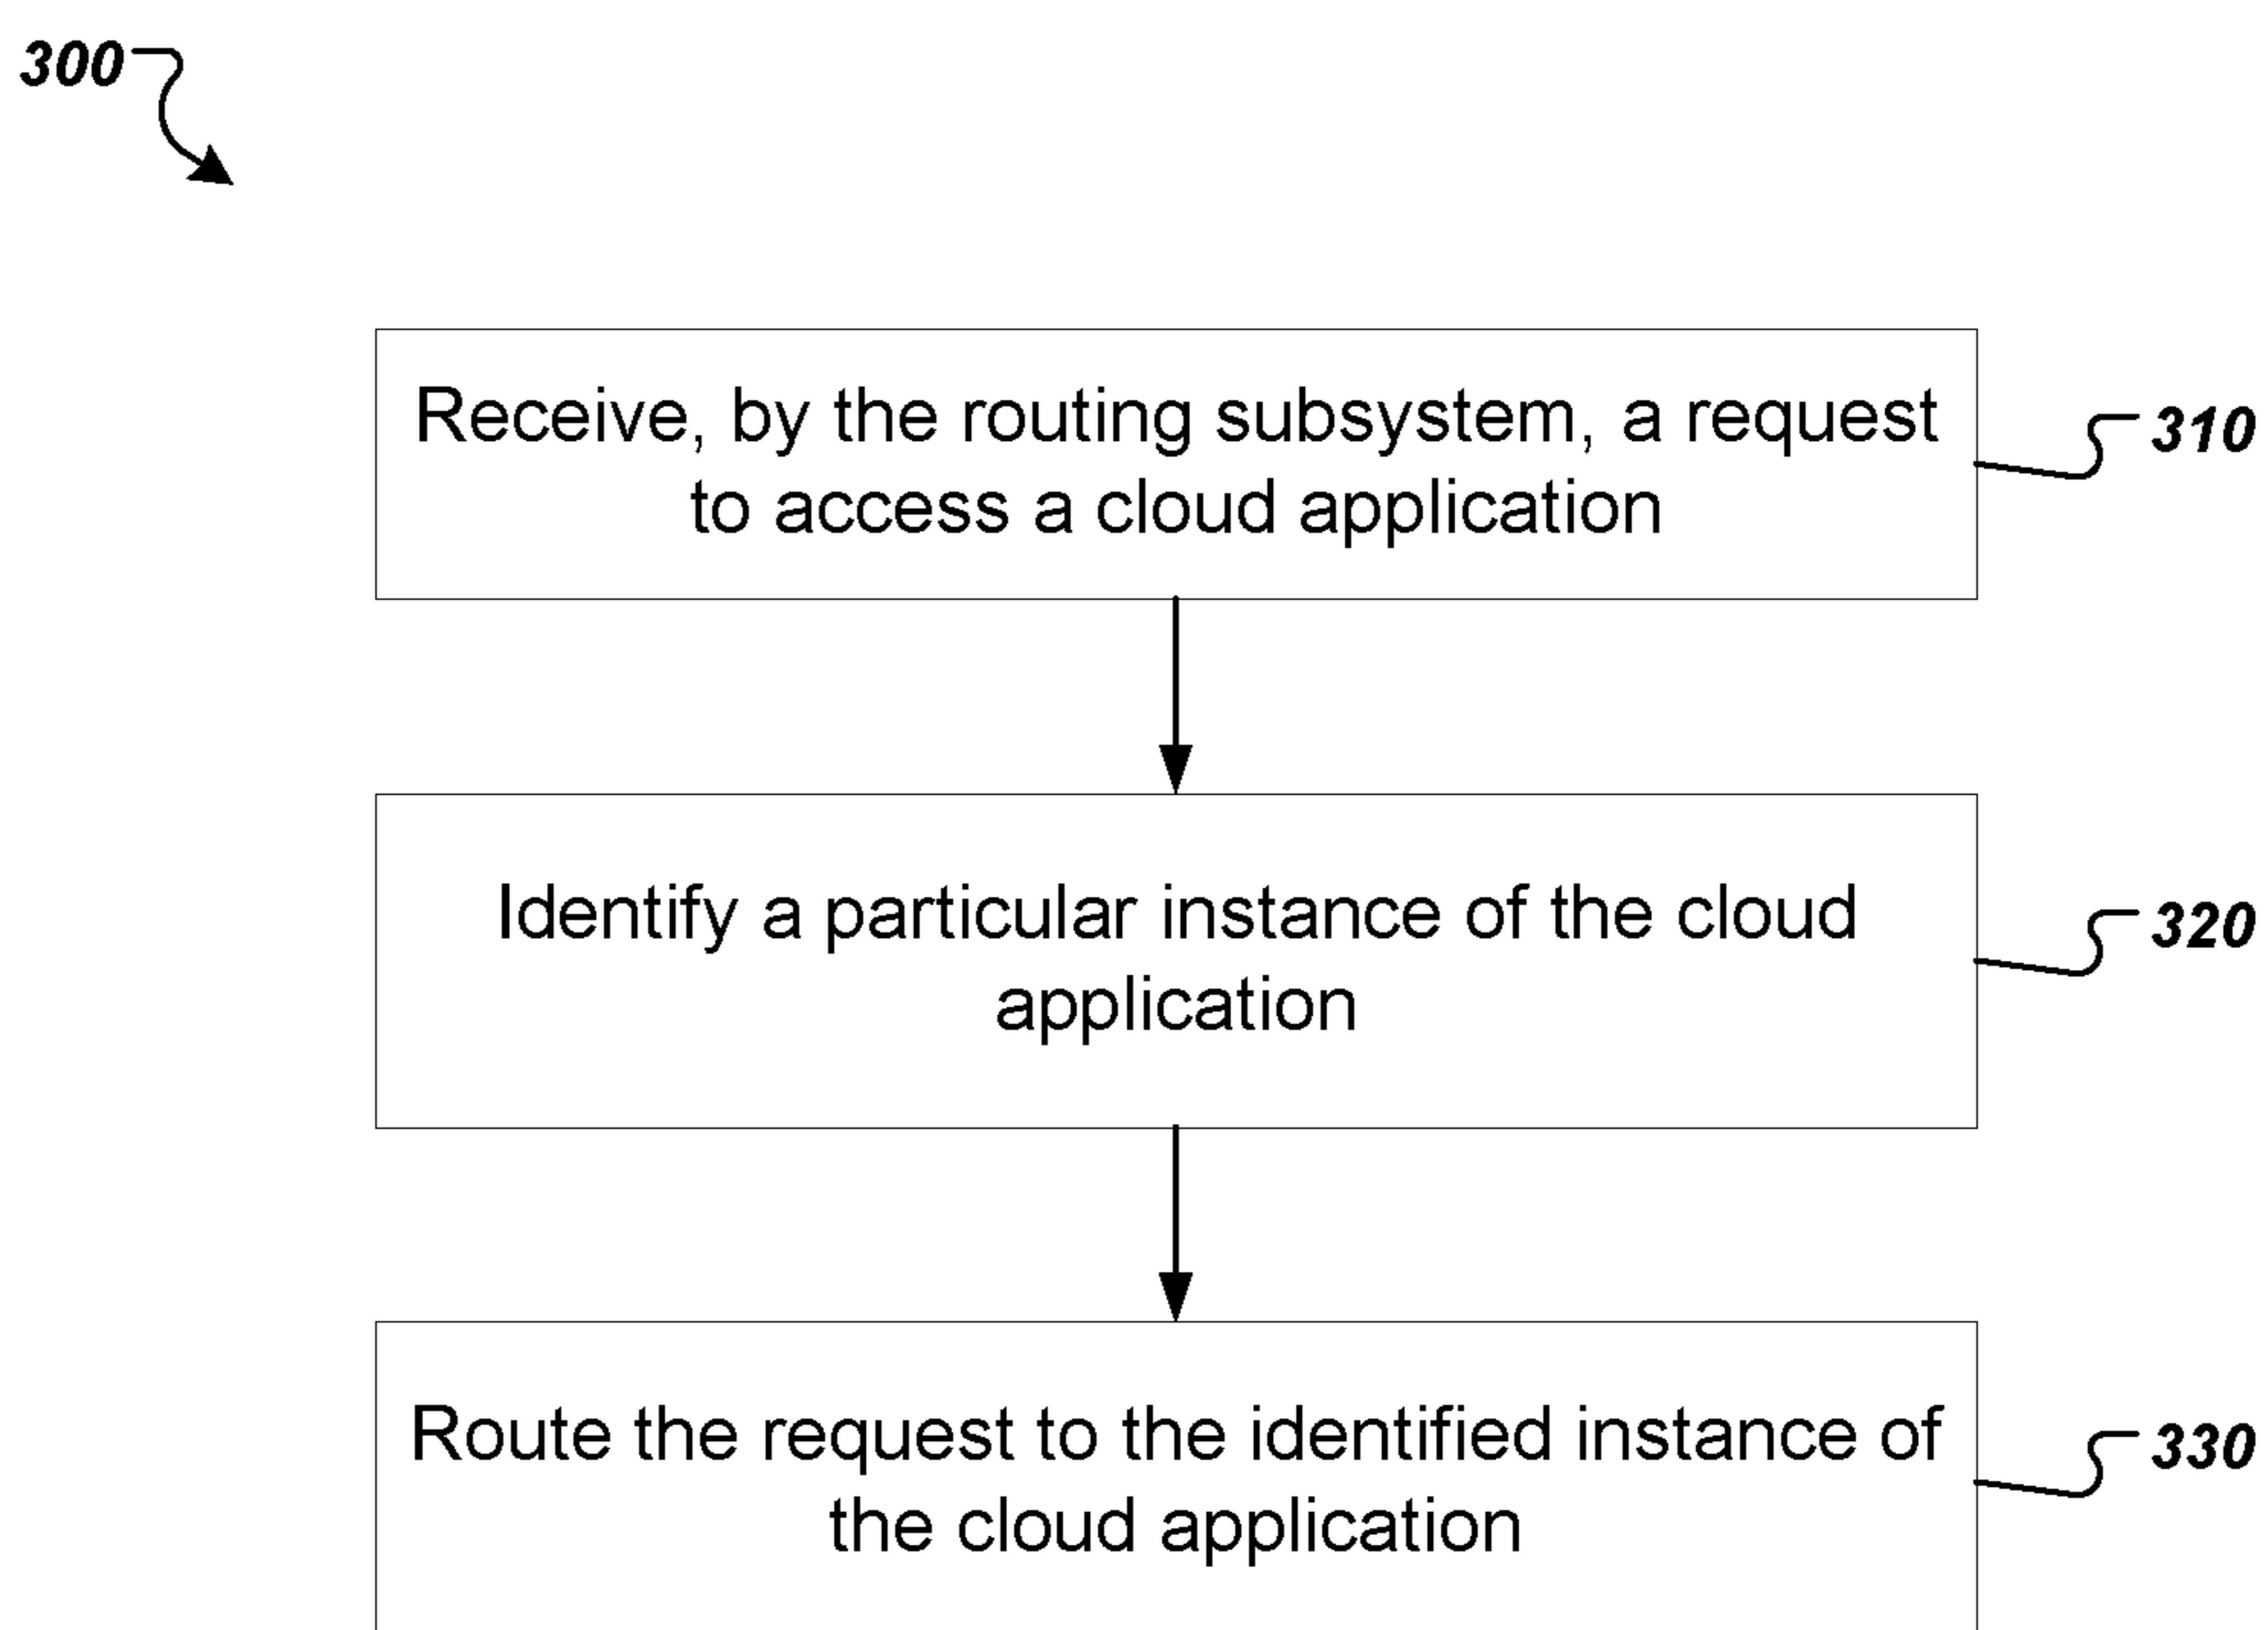 300
Receive, by the routing subsystem, a request
to access a cloud application
310
Identify a particular instance of the cloud
application
320
Route the request to the identified instance of
the cloud application
330